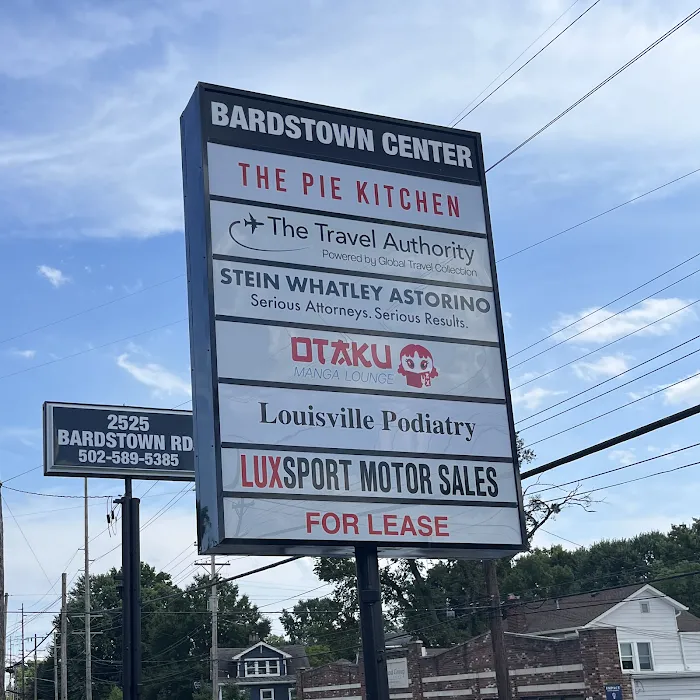 BARDSTOWN CENTER
THE PIE KITCHEN
The Travel Authority
Powered by Global Travel Collection
STEIN WHATLEY ASTORINO
Serious Attorneys. Serious Results.
OTAKU
MANGA LOUNGE
Louisville Podiatry
LUXSPORT MOTOR SALES
FOR LEASE
2525
BARDSTOWN RD
502-589-5385